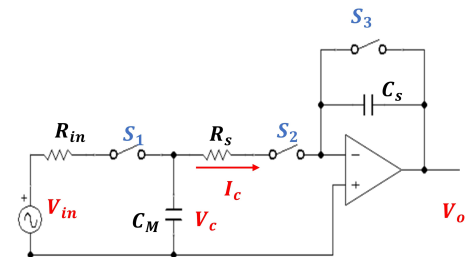 S3
Cs
Rin
S1
Rs
S2
+
Vin
Ic
CM
Vc
−
+
Vo